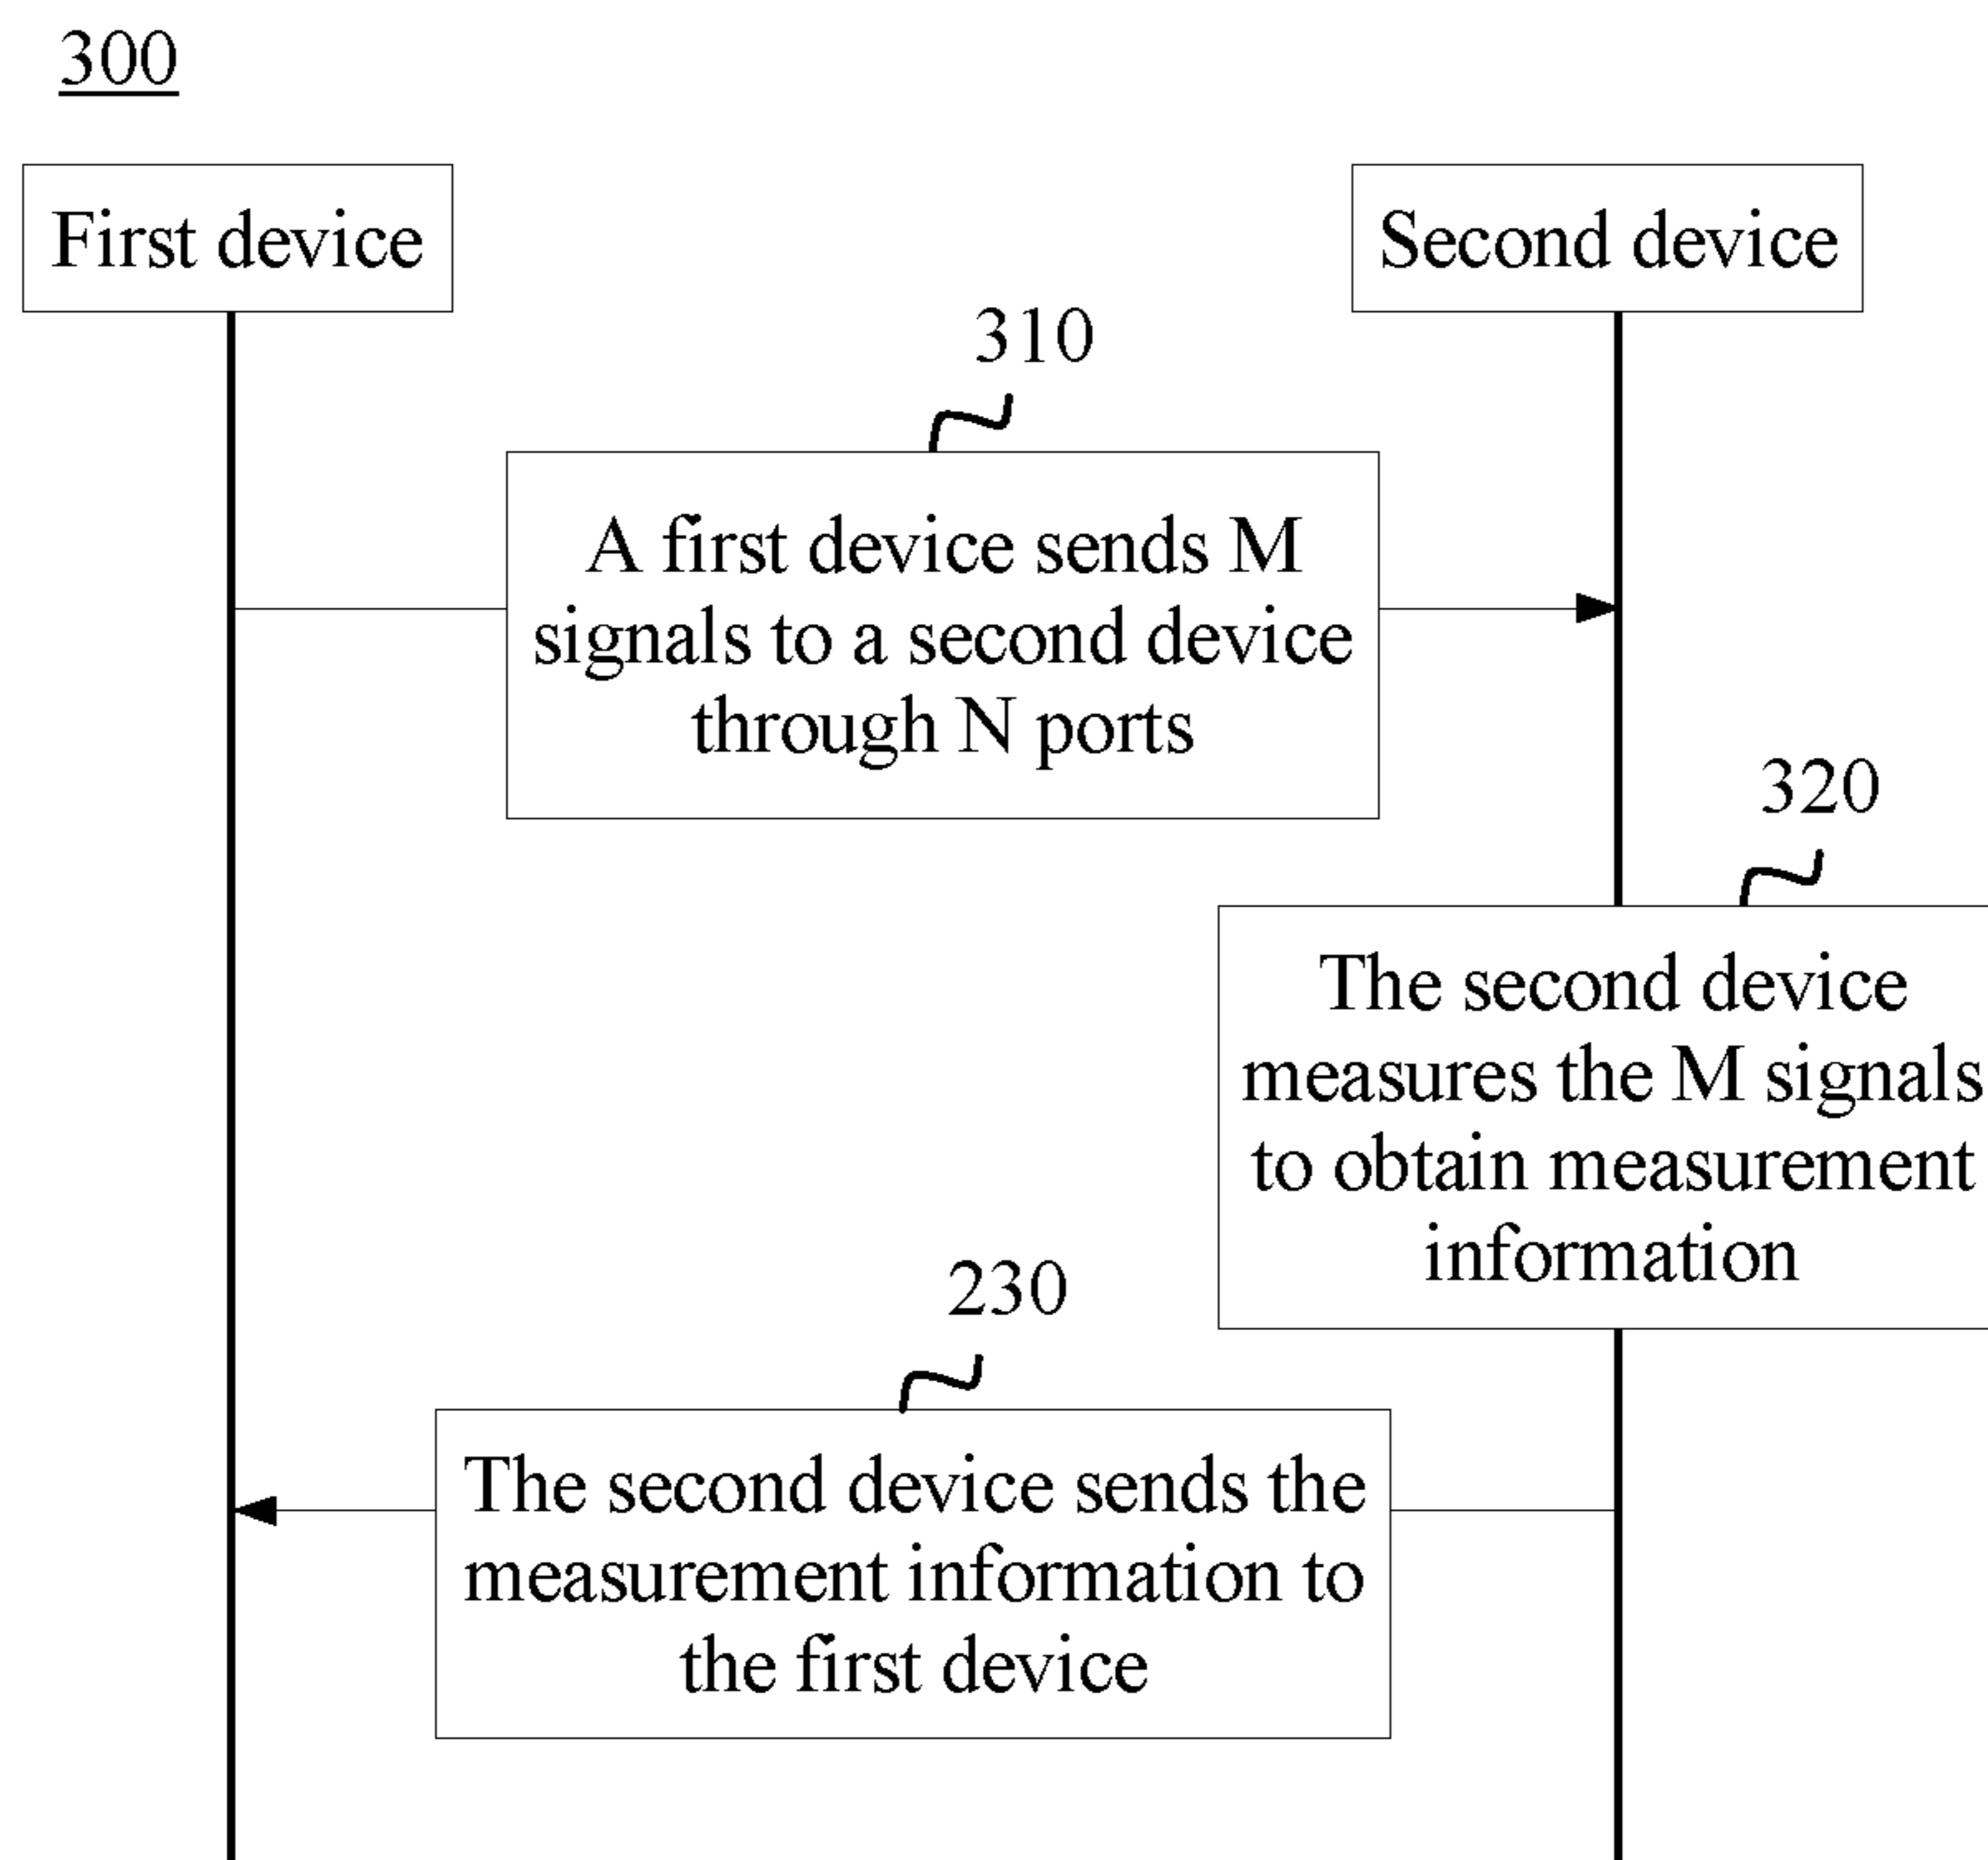 300
First device
Second device
310
A first device sends M
signals to a second device
through N ports
320
The second device
measures the M signals
to obtain measurement
information
230
The second device sends the
measurement information to
the first device